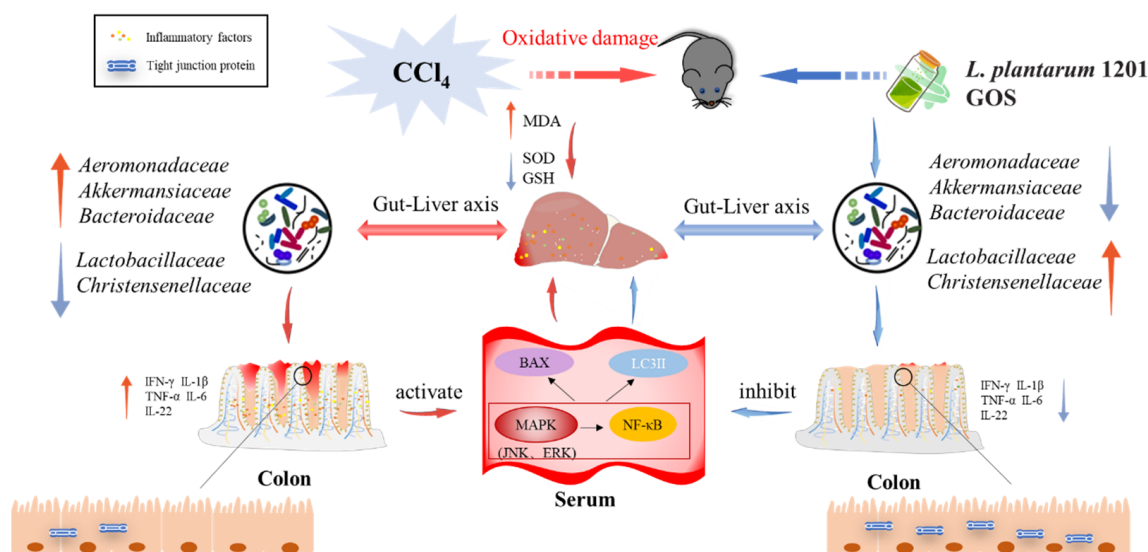 Inflammatory factors
Tight junction protein
CCl4
Oxidative damage
L. plantarum 1201
GOS
MDA
SOD
GSH
Aeromonadaceae
Akkermansiaceae
Bacteroidaceae
Lactobacillaceae
Christensenellaceae
Gut-Liver axis
Gut-Liver axis
Aeromonadaceae
Akkermansiaceae
Bacteroidaceae
Lactobacillaceae
Christensenellaceae
IFN-γ IL-1β
TNF-α IL-6
IL-22
activate
BAX
LC3II
MAPK
NF-κB
(JNK、ERK)
inhibit
IFN-γ IL-1β
TNF-α IL-6
IL-22
Colon
Serum
Colon